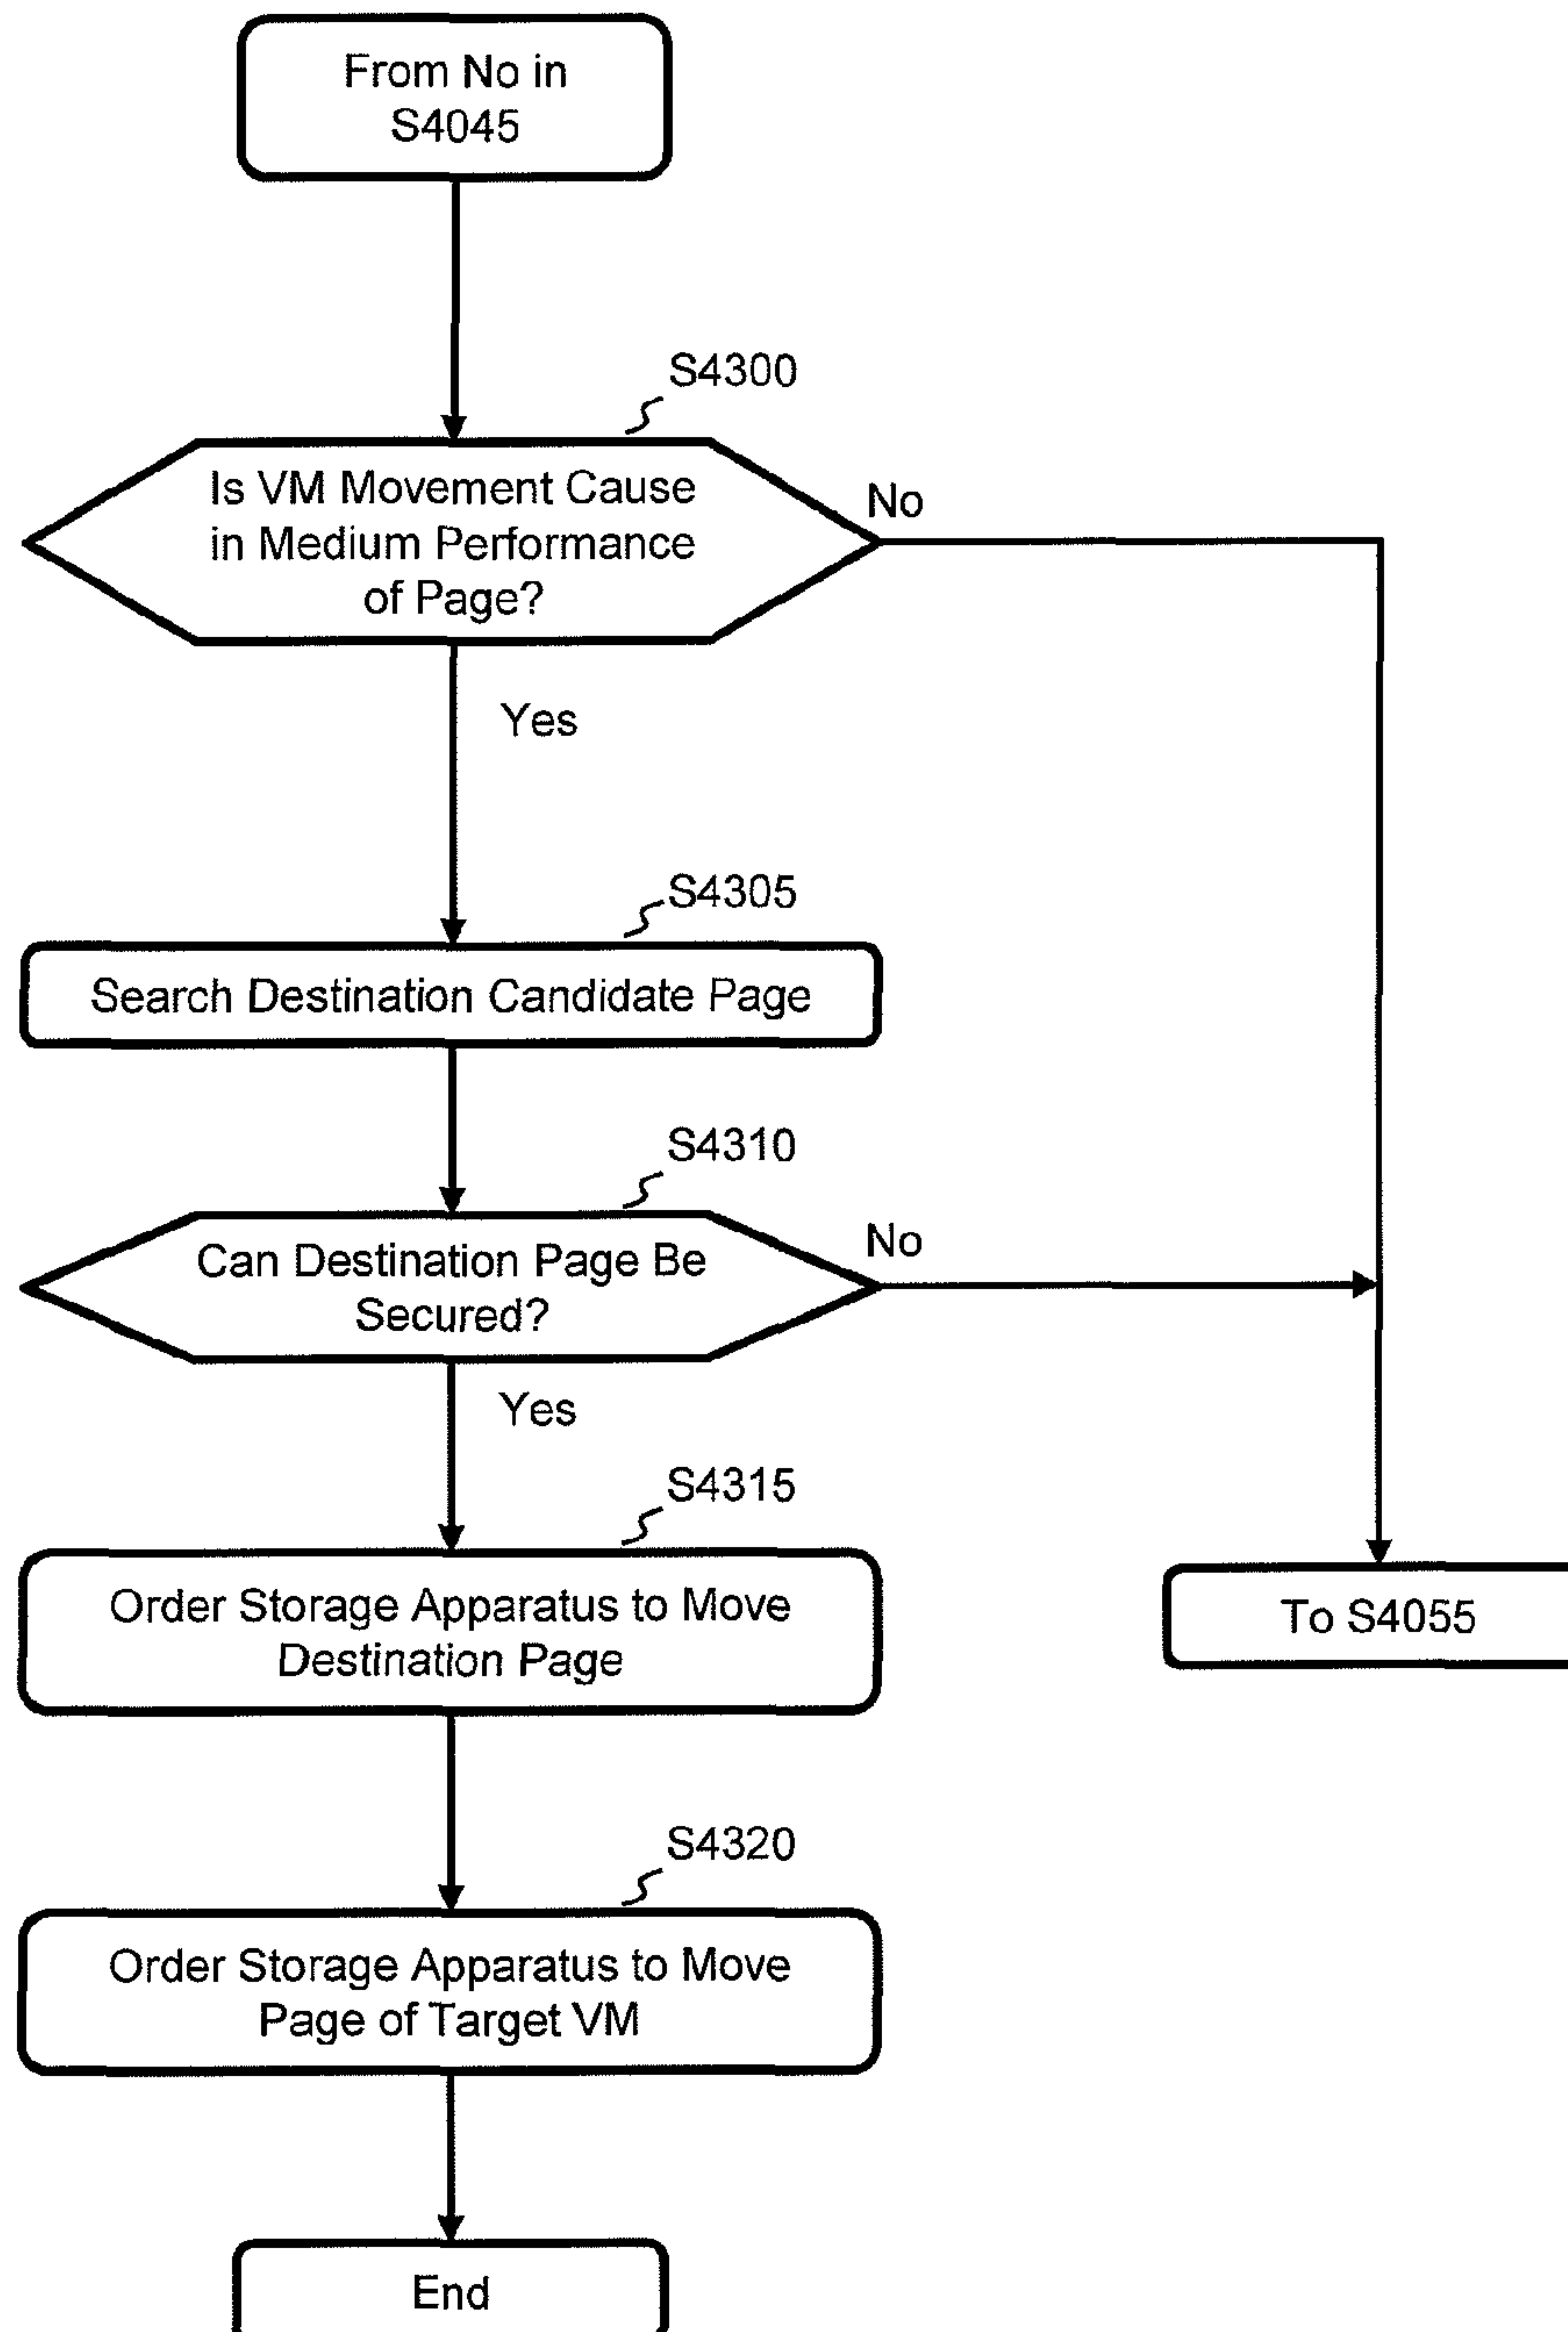 From No in
S4045
S4300
Is VM Movement Cause
in Medium Performance
of Page?
No
Yes
S4305
Search Destination Candidate Page
S4310
Can Destination Page Be
Secured?
No
Yes
S4315
Order Storage Apparatus to Move
Destination Page
To S4055
S4320
Order Storage Apparatus to Move
Page of Target VM
End